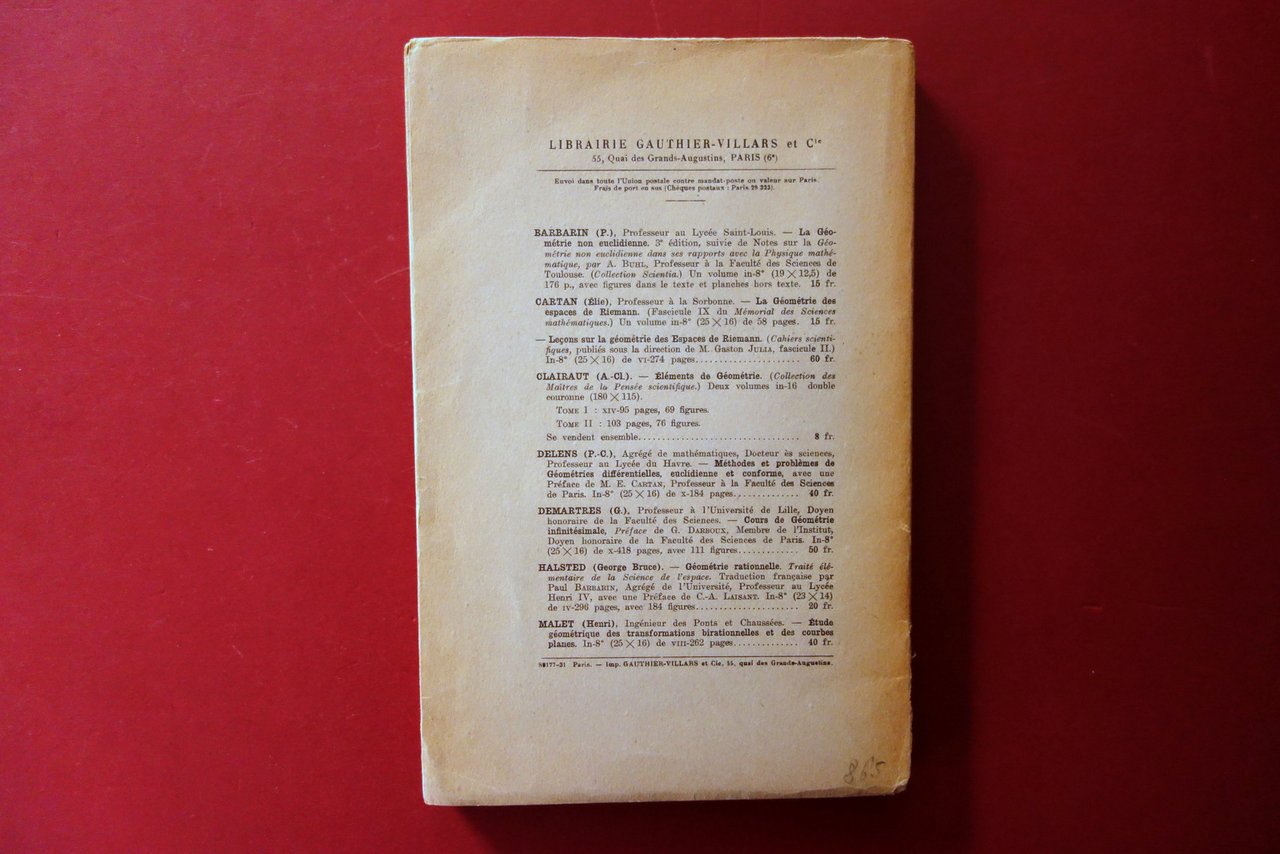 LIBRAIRIE GAUTHIER-VILLARS et Cie
55, Quai des Grands-Augustins, PARIS (6e)
Envoi dans toute l'Union postale contre mandat-poste ou valeur sur Paris.
Frais de port en sus (Chèques postaux : Paris 29 323).
BARBARIN (P.), Professeur au Lycée Saint-Louis. — La Géo-
métrie non euclidienne. 3e édition, suivie de Notes sur la Géo-
métrie non euclidienne dans ses rapports avec la Physique mathé-
matique, par A. BUHL, Professeur à la Faculté des Sciences de
Toulouse. (Collection Scientia.) Un volume in-8° (19 × 12,5) de
176 p., avec figures dans le texte et planches hors texte. 15 fr.
CARTAN (Élie), Professeur à la Sorbonne. — La Géométrie des
espaces de Riemann. (Fascicule IX du Mémorial des Sciences
mathématiques.) Un volume in-8° (25 × 16) de 58 pages. 15 fr.
— Leçons sur la géométrie des Espaces de Riemann. (Cahiers scienti-
fiques, publiés sous la direction de M. Gaston JULIA, fascicule II.)
In-8° (25 × 16) de VI-274 pages.................... 60 fr.
CLAIRAUT (A.-Cl.). — Éléments de Géométrie. (Collection des
Maîtres de la Pensée scientifique.) Deux volumes in-16 double
couronne (180 × 115).
TOME I : XIV-95 pages, 69 figures.
TOME II : 103 pages, 76 figures.
Se vendent ensemble................................ 8 fr.
DELENS (P.-C.), Agrégé de mathématiques, Docteur ès sciences,
Professeur au Lycée du Havre. — Méthodes et problèmes de
Géométries différentielles, euclidienne et conforme, avec une
Préface de M. E. CARTAN, Professeur à la Faculté des Sciences
de Paris. In-8° (25 × 16) de X-184 pages............. 40 fr.
DEMARTRES (G.), Professeur à l'Université de Lille, Doyen
honoraire de la Faculté des Sciences. — Cours de Géométrie
infinitésimale, Préface de G. DARBOUX, Membre de l'Institut,
Doyen honoraire de la Faculté des Sciences de Paris. In-8°
(25 × 16) de X-418 pages, avec 111 figures............ 50 fr.
HALSTED (George Bruce). — Géométrie rationnelle. Traité élé-
mentaire de la Science de l'espace. Traduction française par
Paul BARBARIN, Agrégé de l'Université, Professeur au Lycée
Henri IV, avec une Préface de C.-A. LAISANT. In-8° (23 × 14)
de IV-296 pages, avec 184 figures.................... 20 fr.
MALET (Henri), Ingénieur des Ponts et Chaussées. — Étude
géométrique des transformations birationnelles et des courbes
planes. In-8° (25 × 16) de VIII-262 pages............. 40 fr.
Paris. — Imp. GAUTHIER-VILLARS et Cie, 55, quai des Grands-Augustins.
865